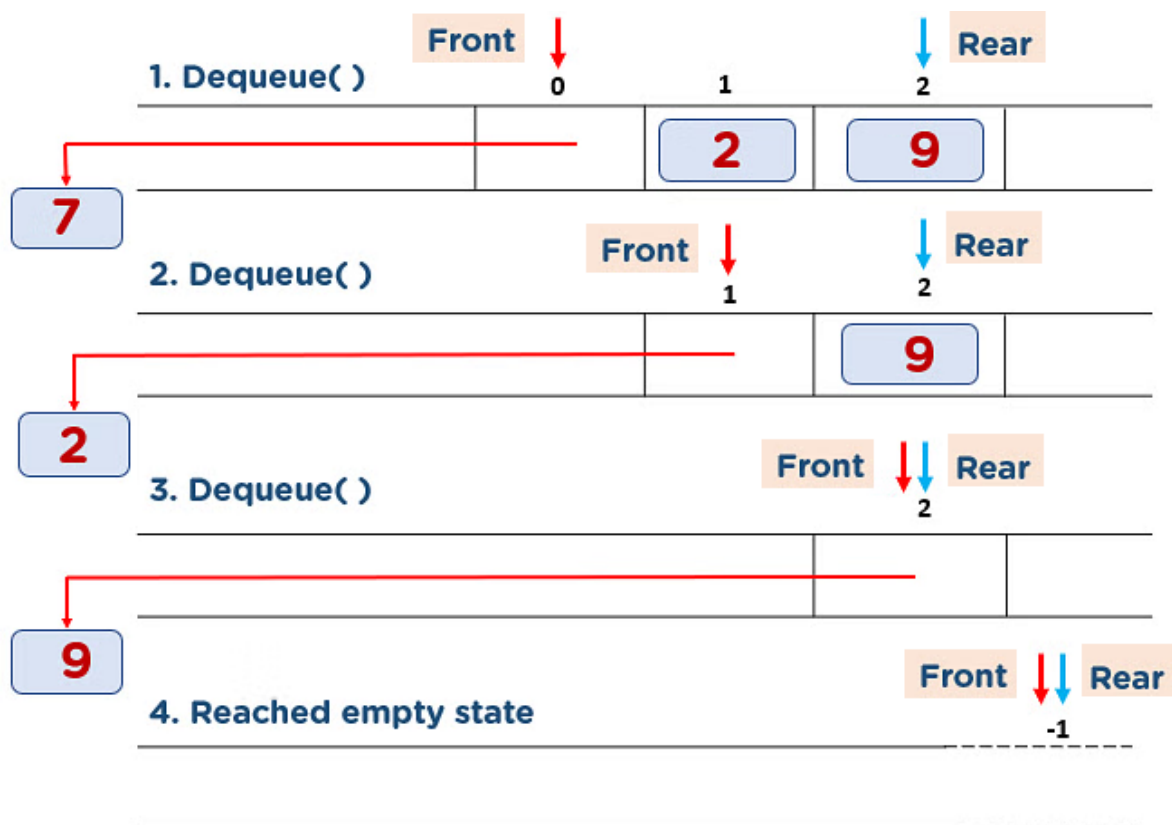 Front Rear
1. Dequeue( )
0 1 2
2 9
7
Front Rear
2. Dequeue( )
1 2
9
2
Front Rear
3. Dequeue( )
2
9
Front Rear
4. Reached empty state
-1